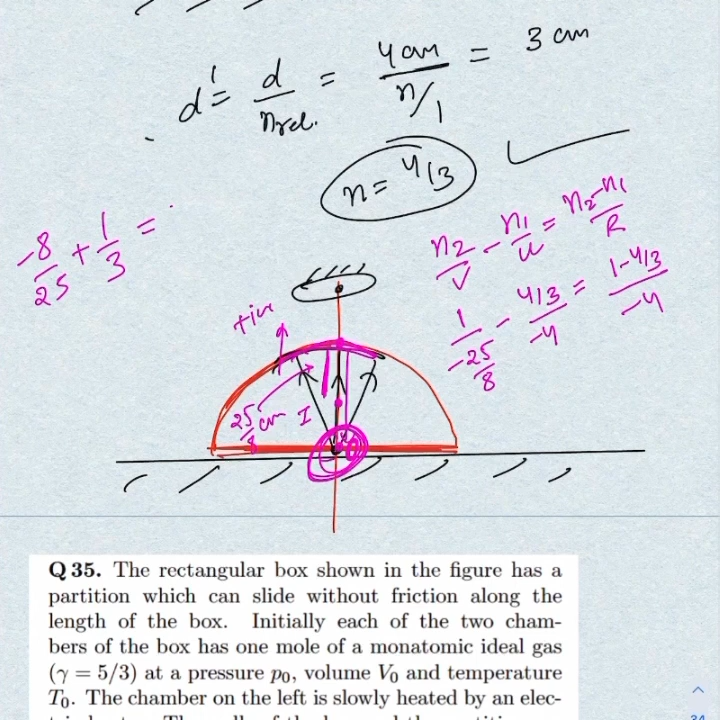 d' = d/n_rel. = 4cm/n/1 = 3 cm
n = 4/3
-8/25 + 1/3 =
n2/v - n1/u = n2-n1/R
1/-25/8 - 4/3/-4 = 1-4/3/-4
+ive
25/8 cm I
Q 35. The rectangular box shown in the figure has a
partition which can slide without friction along the
length of the box. Initially each of the two cham-
bers of the box has one mole of a monatomic ideal gas
(γ = 5/3) at a pressure p₀, volume V₀ and temperature
T₀. The chamber on the left is slowly heated by an elec-